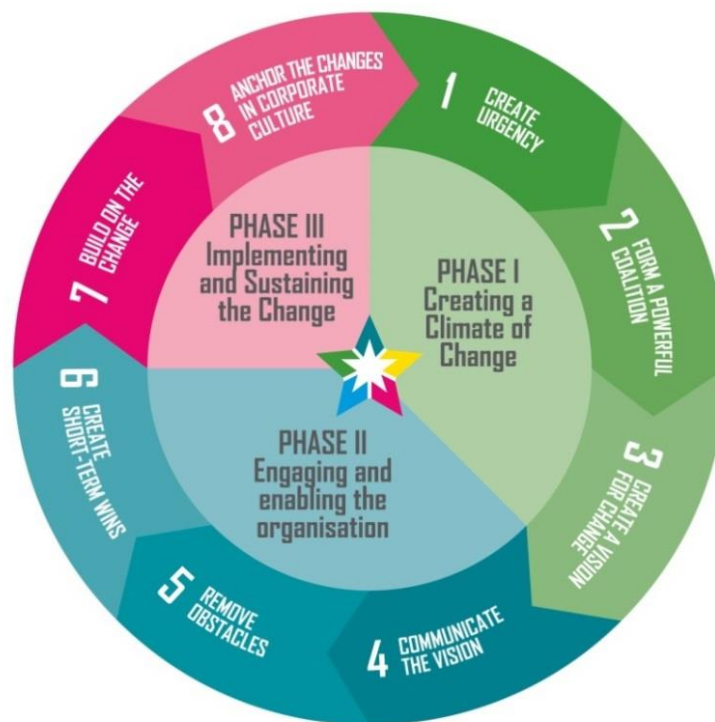 1
CREATE
URGENCY
2
FORM A POWERFUL
COALITION
3
CREATE A VISION
FOR CHANGE
4
COMMUNICATE
THE VISION
5
REMOVE
OBSTACLES
6
CREATE
SHORT-TERM WINS
7
BUILD ON THE
CHANGE
8
ANCHOR THE CHANGES
IN CORPORATE
CULTURE
PHASE I
Creating a
Climate of
Change
PHASE II
Engaging and
enabling the
organisation
PHASE III
Implementing
and Sustaining
the Change